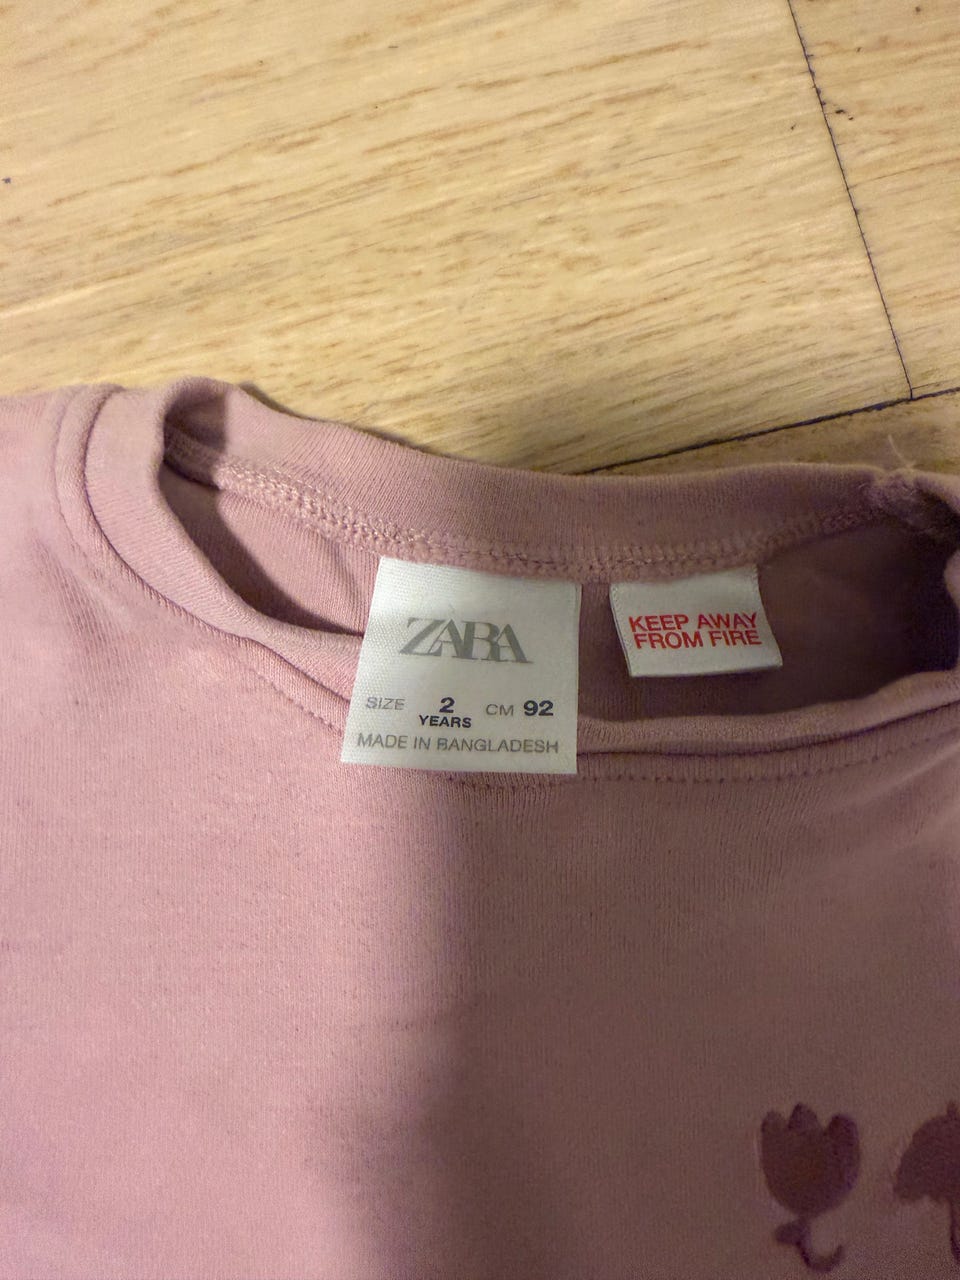 ZARA
SIZE 2 YEARS CM 92
MADE IN BANGLADESH
KEEP AWAY
FROM FIRE